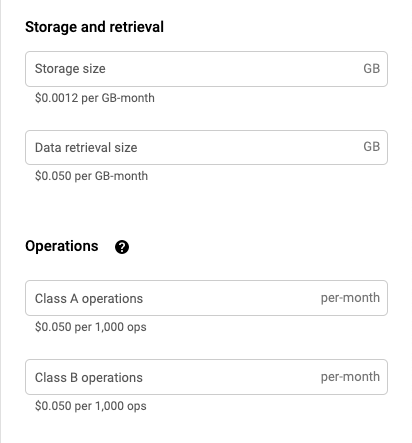 Storage and retrieval
Storage size GB
$0.0012 per GB-month
Data retrieval size GB
$0.050 per GB-month
Operations ?
Class A operations per-month
$0.050 per 1,000 ops
Class B operations per-month
$0.050 per 1,000 ops